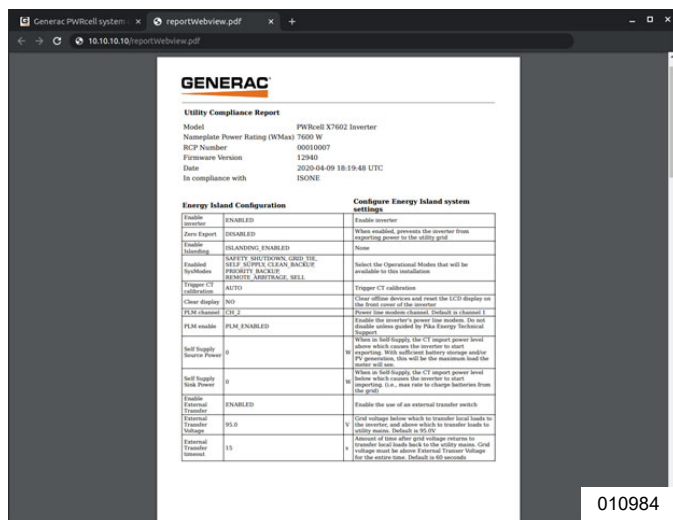 Generac PWRcell system
reportWebview.pdf
10.10.10.10/reportWebview.pdf
GENERAC
Utility Compliance Report
Model PWRcell X7602 Inverter
Nameplate Power Rating (WMax) 7600 W
RCP Number 00010007
Firmware Version 12940
Date 2020-04-09 18:19:48 UTC
In compliance with ISONE
Energy Island Configuration
Configure Energy Island system
settings
Enable
inverter
ENABLED
Enable inverter
Zero Export
DISABLED
When enabled, prevents the inverter from
exporting power to the utility grid
Enable
Islanding
ISLANDING_ENABLED
None
Enabled
SysModes
SAFETY_SHUTDOWN, GRID_TIE,
SELF_SUPPLY, CLEAN_BACKUP,
PRIORITY_BACKUP,
REMOTE_ARBITRAGE, SELL
Select the Operational Modes that will be
available to this installation
Trigger CT
calibration
AUTO
Trigger CT calibration
Clear display
NO
Clear offline devices and reset the LCD display on
the front cover of the inverter
PLM channel
CH_2
Power line modem channel. Default is channel 1
PLM enable
PLM_ENABLED
Enable the inverter's power line modem. Do not
disable unless guided by Pika Energy Technical
Support
Self Supply
Source Power
0
W
When in Self-Supply, the CT import power level
above which causes the inverter to start
exporting. With sufficient battery storage and/or
PV generation, this will be the maximum load the
meter will see.
Self Supply
Sink Power
0
W
When in Self-Supply, the CT import power level
below which causes the inverter to start
importing. (i.e., max rate to charge batteries from
the grid)
Enable
External
Transfer
ENABLED
Enable the use of an external transfer switch
External
Transfer
Voltage
95.0
V
Grid voltage below which to transfer local loads to
the inverter, and above which to transfer loads to
utility mains. Default is 95.0V
External
Transfer
timeout
15
s
Amount of time after grid voltage returns to
transfer local loads back to the utility mains. Grid
voltage must be above External Transer Voltage
for the entire time. Default is 60 seconds
010984